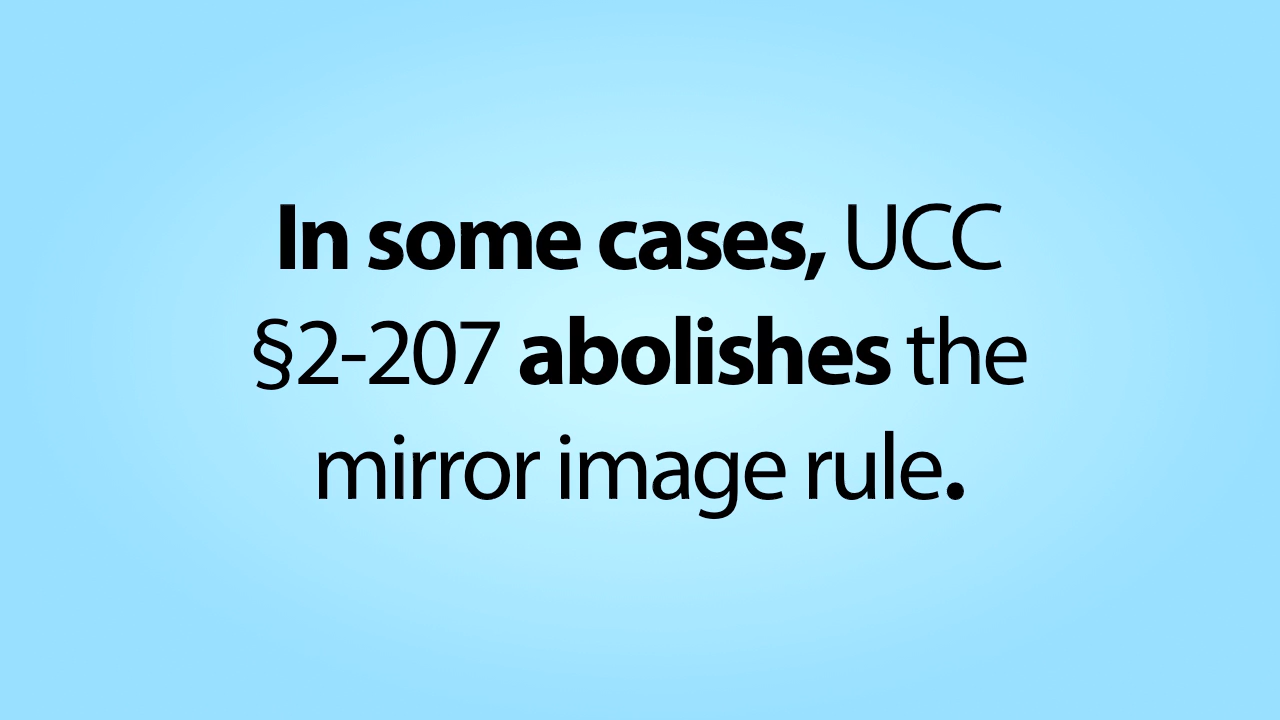 In some cases, UCC
§2-207 abolishes the
mirror image rule.